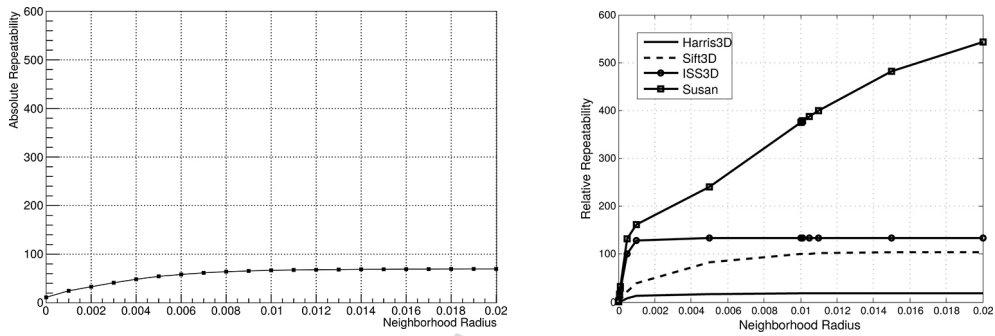 Absolute Repeatability
600
500
400
300
200
100
0
0 0.002 0.004 0.006 0.008 0.01 0.012 0.014 0.016 0.018 0.02
Neighborhood Radius
Relative Repeatability
600
500
400
300
200
100
0
Harris3D
Sift3D
ISS3D
Susan
0 0.002 0.004 0.006 0.008 0.01 0.012 0.014 0.016 0.018 0.02
Neighborhood Radius